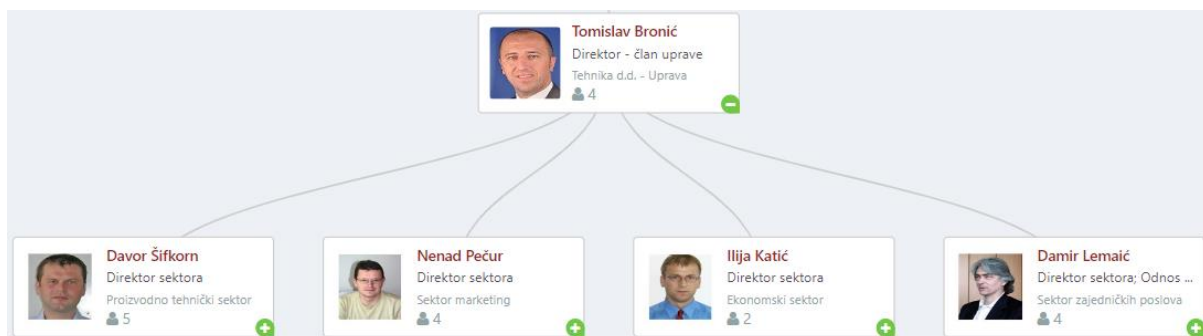 Tomislav Bronić
Direktor - član uprave
Tehnika d.d. - Uprava
4
Davor Šifkorn
Direktor sektora
Proizvodno tehnički sektor
5
Nenad Pečur
Direktor sektora
Sektor marketing
4
Ilija Katić
Direktor sektora
Ekonomski sektor
2
Damir Lemaić
Direktor sektora; Odnos ...
Sektor zajedničkih poslova
4